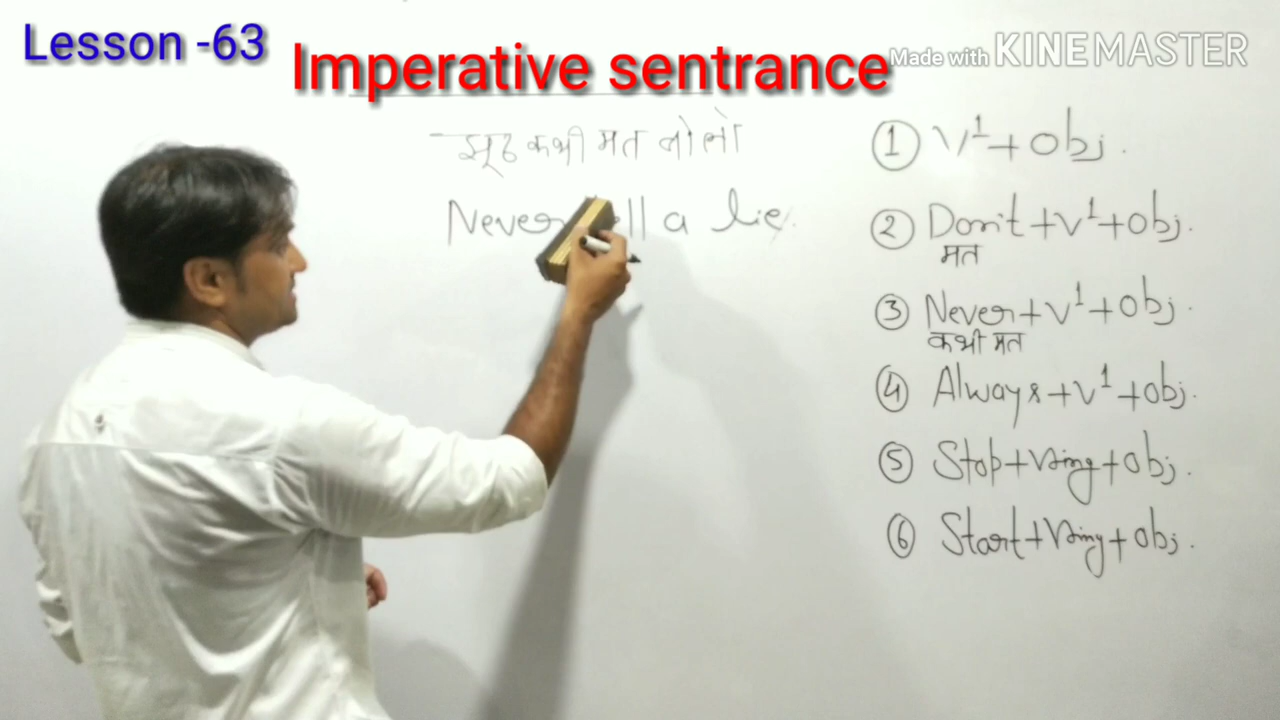 Lesson -63
Imperative sentrance
Made with KINEMASTER
झूठ कभी मत बोलो
Never a lie.
① V¹+Obj.
② Don't+V¹+Obj.
मत
③ Never+V¹+Obj.
कभी मत
④ Always+V¹+Obj.
⑤ Stop+Ving+Obj.
⑥ Start+Ving+Obj.